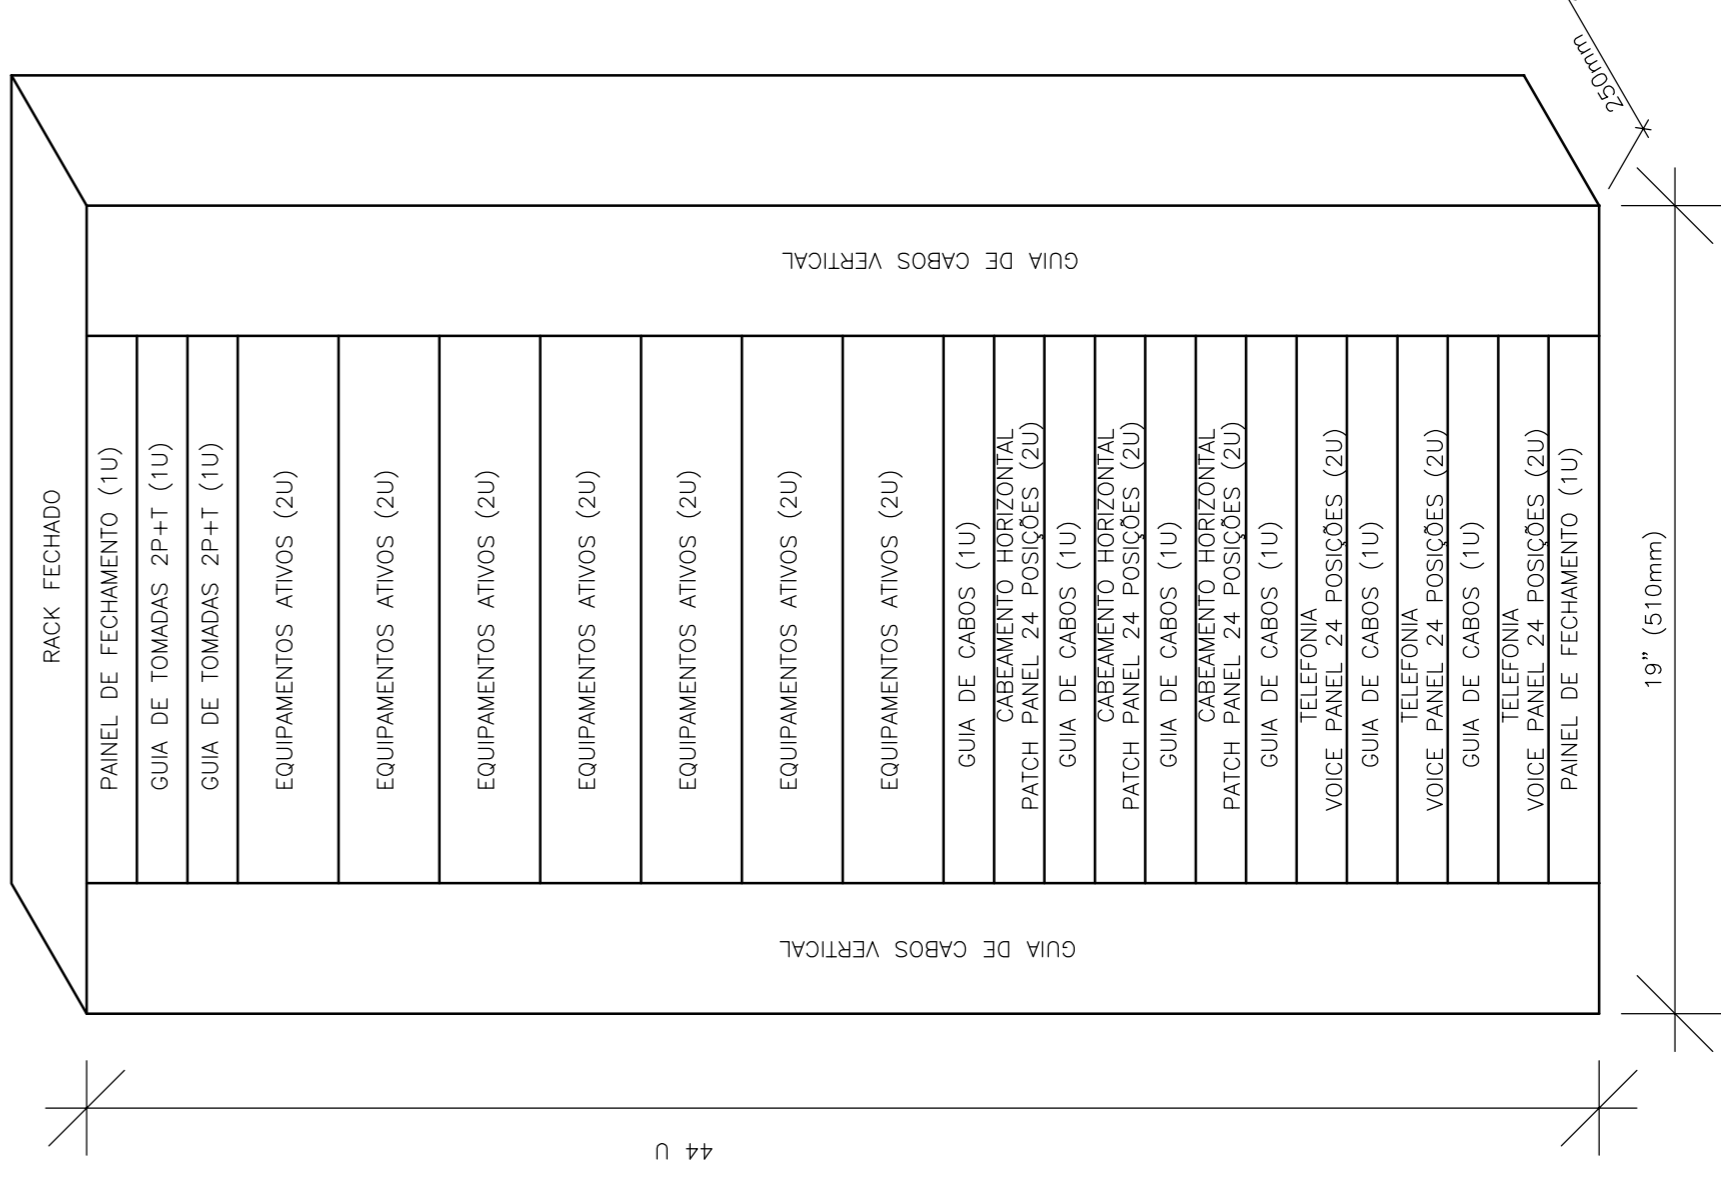 RACK FECHADO
PAINEL DE FECHAMENTO (1U)
GUIA DE TOMADAS 2P+T (1U)
GUIA DE TOMADAS 2P+T (1U)
EQUIPAMENTOS ATIVOS (2U)
EQUIPAMENTOS ATIVOS (2U)
EQUIPAMENTOS ATIVOS (2U)
EQUIPAMENTOS ATIVOS (2U)
EQUIPAMENTOS ATIVOS (2U)
EQUIPAMENTOS ATIVOS (2U)
EQUIPAMENTOS ATIVOS (2U)
GUIA DE CABOS (1U)
CABEAMENTO HORIZONTAL
PATCH PANEL 24 POSIÇÕES (2U)
GUIA DE CABOS (1U)
CABEAMENTO HORIZONTAL
PATCH PANEL 24 POSIÇÕES (2U)
GUIA DE CABOS (1U)
CABEAMENTO HORIZONTAL
PATCH PANEL 24 POSIÇÕES (2U)
GUIA DE CABOS (1U)
TELEFONIA
VOICE PANEL 24 POSIÇÕES (2U)
GUIA DE CABOS (1U)
TELEFONIA
VOICE PANEL 24 POSIÇÕES (2U)
GUIA DE CABOS (1U)
TELEFONIA
VOICE PANEL 24 POSIÇÕES (2U)
PAINEL DE FECHAMENTO (1U)
GUIA DE CABOS VERTICAL
GUIA DE CABOS VERTICAL
19" (510mm)
250mm
44 U